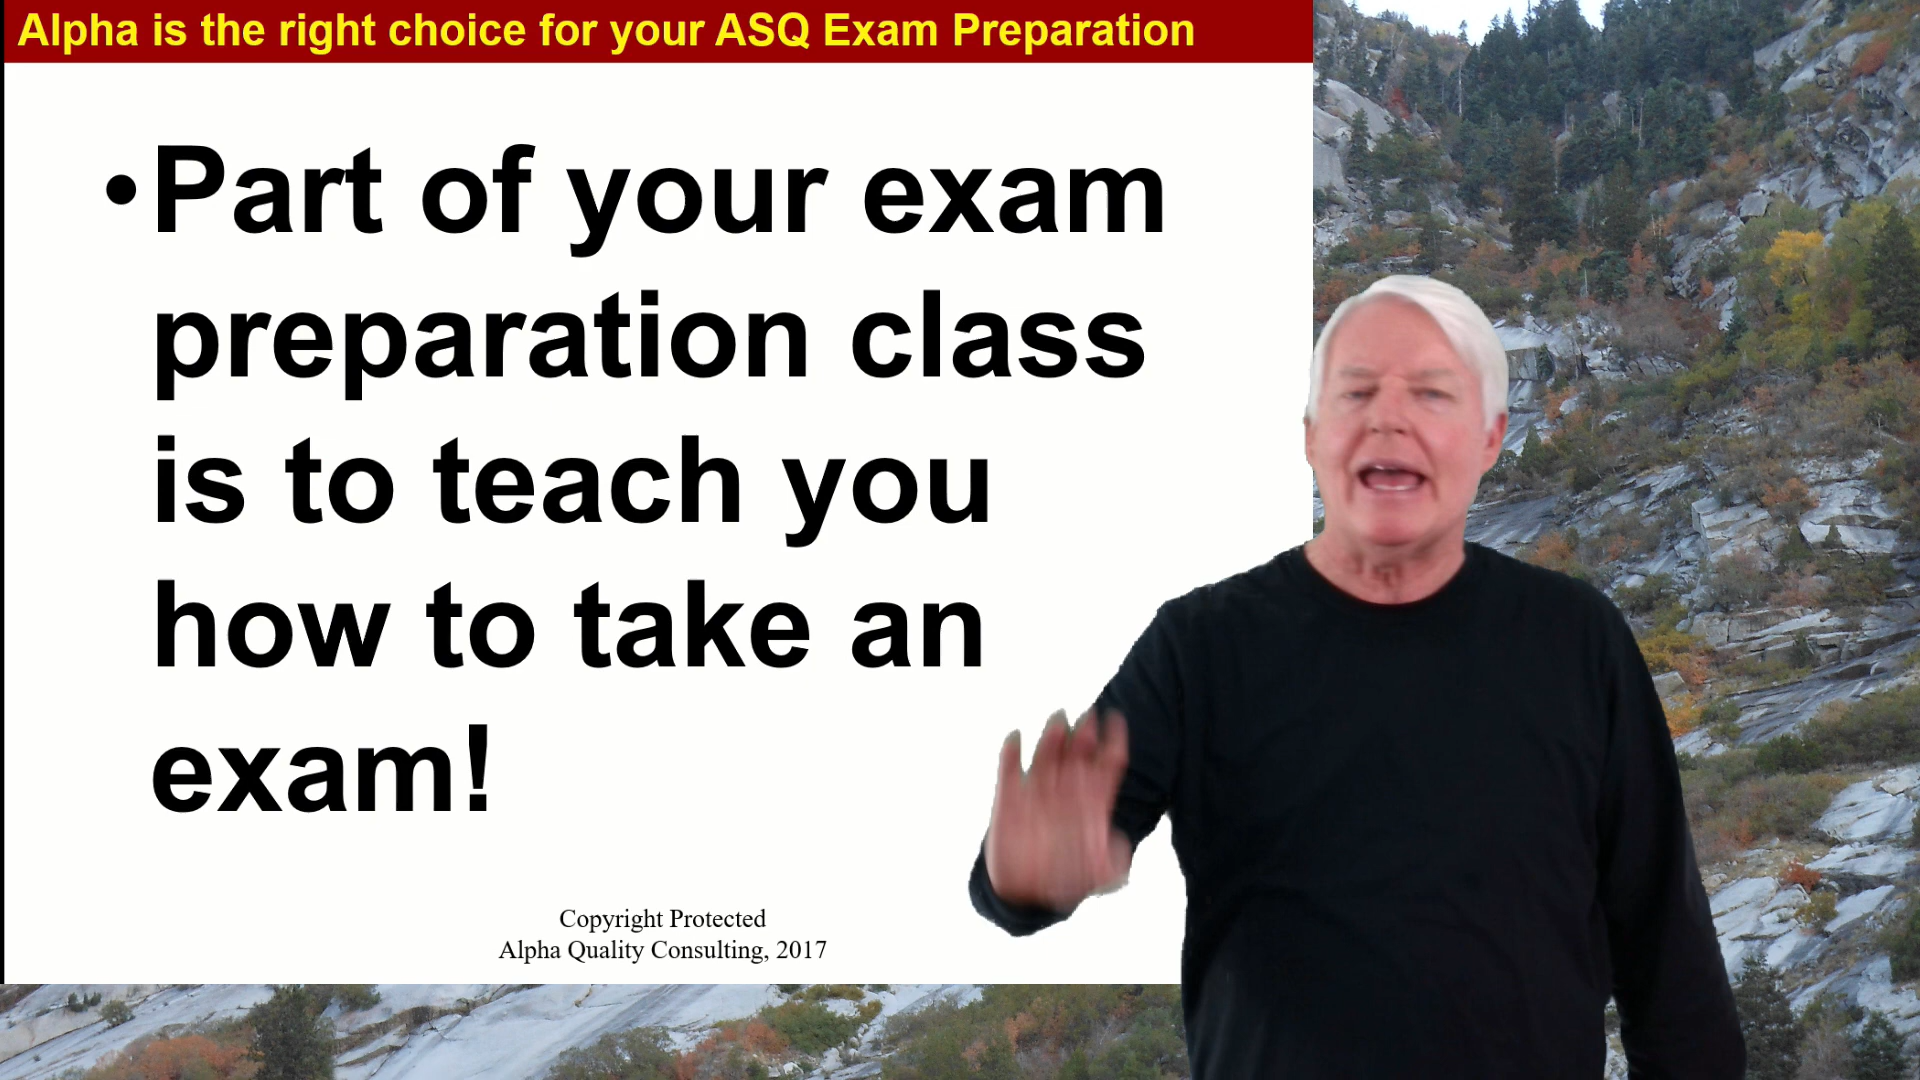 Alpha is the right choice for your ASQ Exam Preparation
•Part of your exam
preparation class
is to teach you
how to take an
exam!
Copyright Protected
Alpha Quality Consulting, 2017